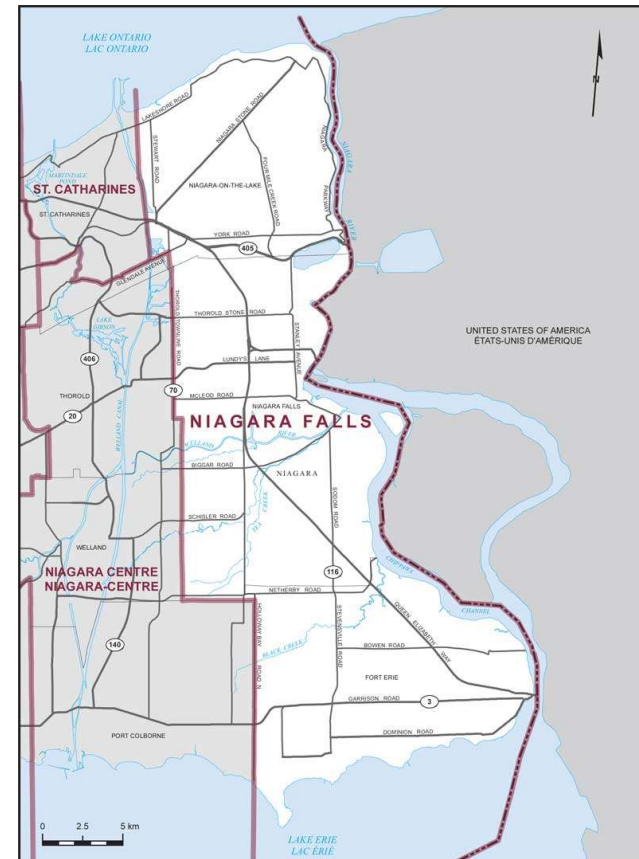 LAKE ONTARIO
LAC ONTARIO
N
LAKESHORE ROAD
NIAGARA STONE ROAD
STEWART ROAD
FOUR MILE CREEK ROAD
NIAGARA
PARKWAY
NIAGARA
RIVER
MARTINDALE
POND
ST. CATHARINES
ST. CATHARINES
NIAGARA-ON-THE-LAKE
YORK ROAD
405
GLENDALE AVENUE
THOROLD STONE ROAD
THOROLD TOWNLINE ROAD
STANLEY AVENUE
LAKE
GIBSON
UNITED STATES OF AMERICA
ÉTATS-UNIS D'AMÉRIQUE
406
LUNDY'S LANE
THOROLD
70
MCLEOD ROAD
20
NIAGARA FALLS
NIAGARA FALLS
WELLAND CANAL
WELLAND
RIVER
BIGGAR ROAD
NIAGARA
SODOM ROAD
CREEK
SCHISLER ROAD
WELLAND
CHIPPAWA
CHANNEL
NIAGARA CENTRE
NIAGARA-CENTRE
116
NETHERBY ROAD
HOLLOWAY BAY ROAD N
STEVENSVILLE ROAD
QUEEN ELIZABETH WAY
BOWEN ROAD
BLACK CREEK
140
FORT ERIE
GARRISON ROAD
3
PORT COLBORNE
DOMINION ROAD
0 2.5 5 km
LAKE ERIE
LAC ÉRIÉ